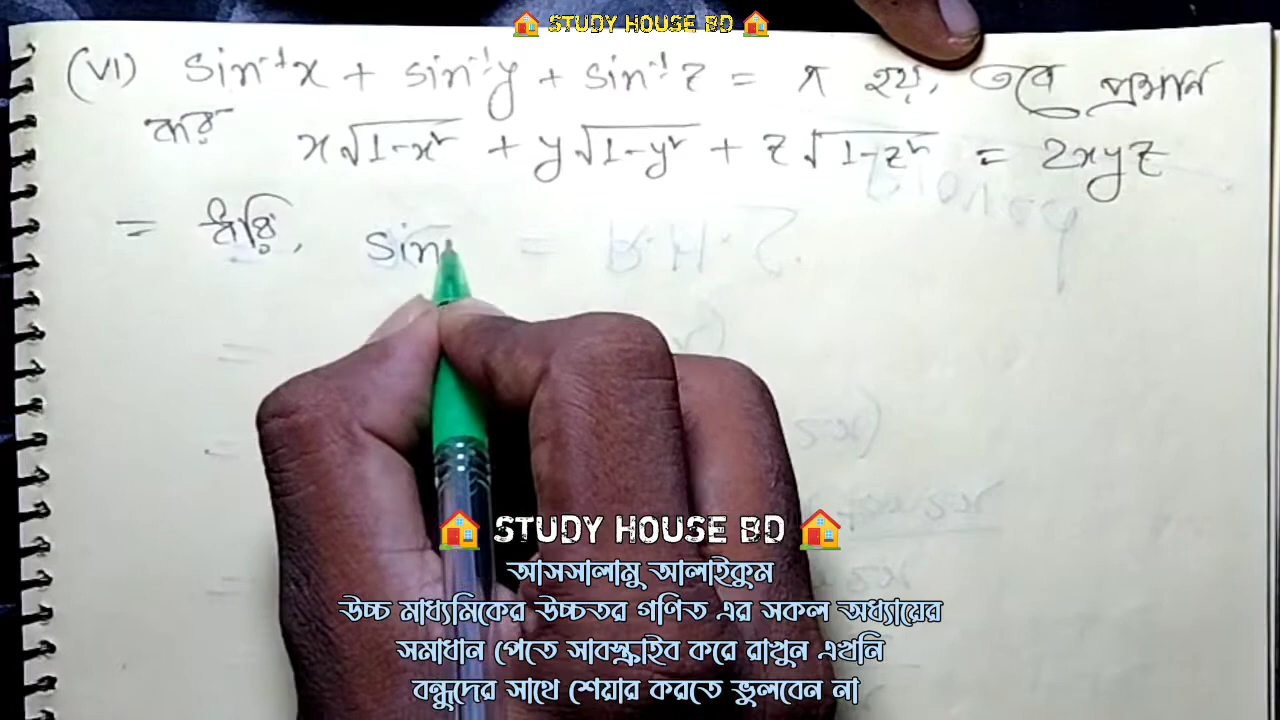 🏠 STUDY HOUSE BD 🏠
(VI) sin⁻¹x + sin⁻¹y + sin⁻¹z = π হয়, তবে প্রমাণ
কর x√1-x² + y√1-y² + z√1-z² = 2xyz
= ধরি, sin
🏠 STUDY HOUSE BD 🏠
আসসালামু আলাইকুম
উচ্চ মাধ্যমিকের উচ্চতর গণিত এর সকল অধ্যায়ের
সমাধান পেতে সাবস্ক্রাইব করে রাখুন এখনি
বন্ধুদের সাথে শেয়ার করতে ভুলবেন না